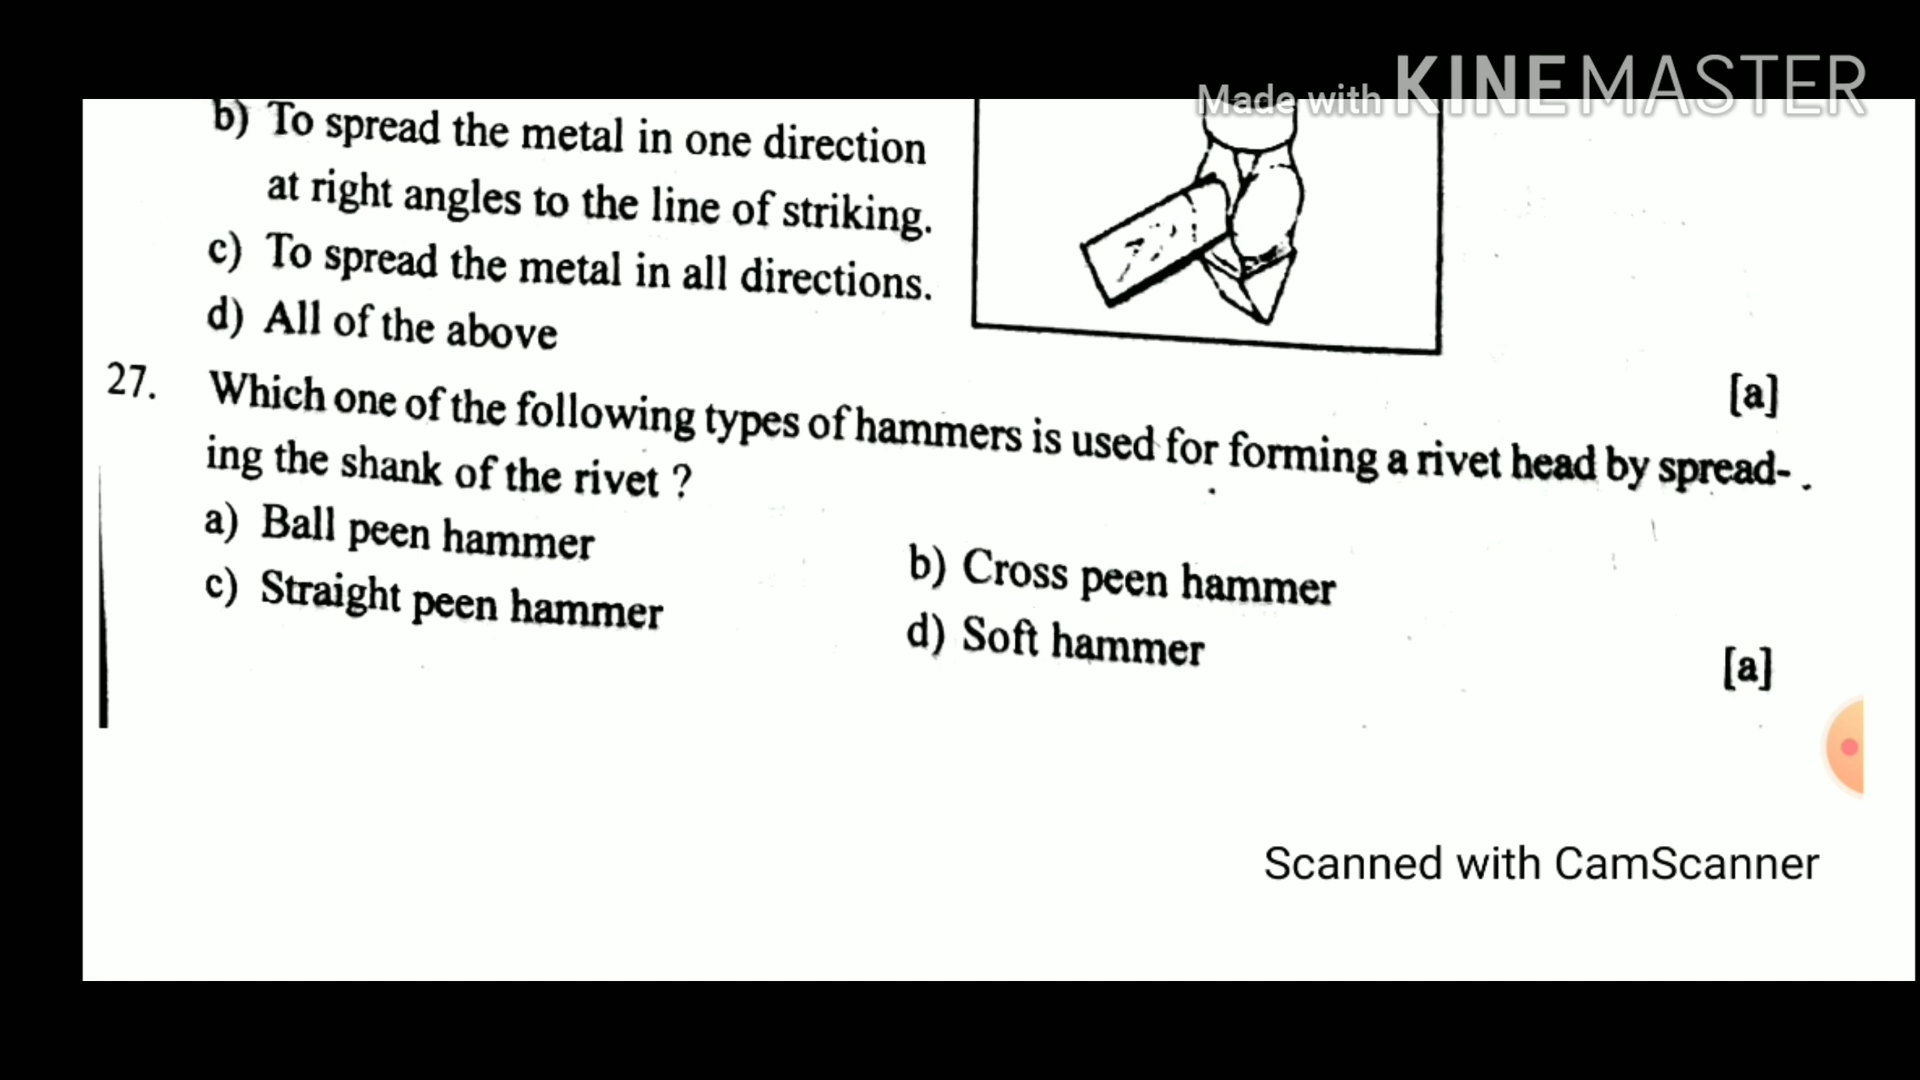 Made with KINEMASTER
b) To spread the metal in one direction
at right angles to the line of striking.
c) To spread the metal in all directions.
d) All of the above
[a]
27. Which one of the following types of hammers is used for forming a rivet head by spread-
ing the shank of the rivet ?
a) Ball peen hammer
b) Cross peen hammer
c) Straight peen hammer
d) Soft hammer
[a]
Scanned with CamScanner